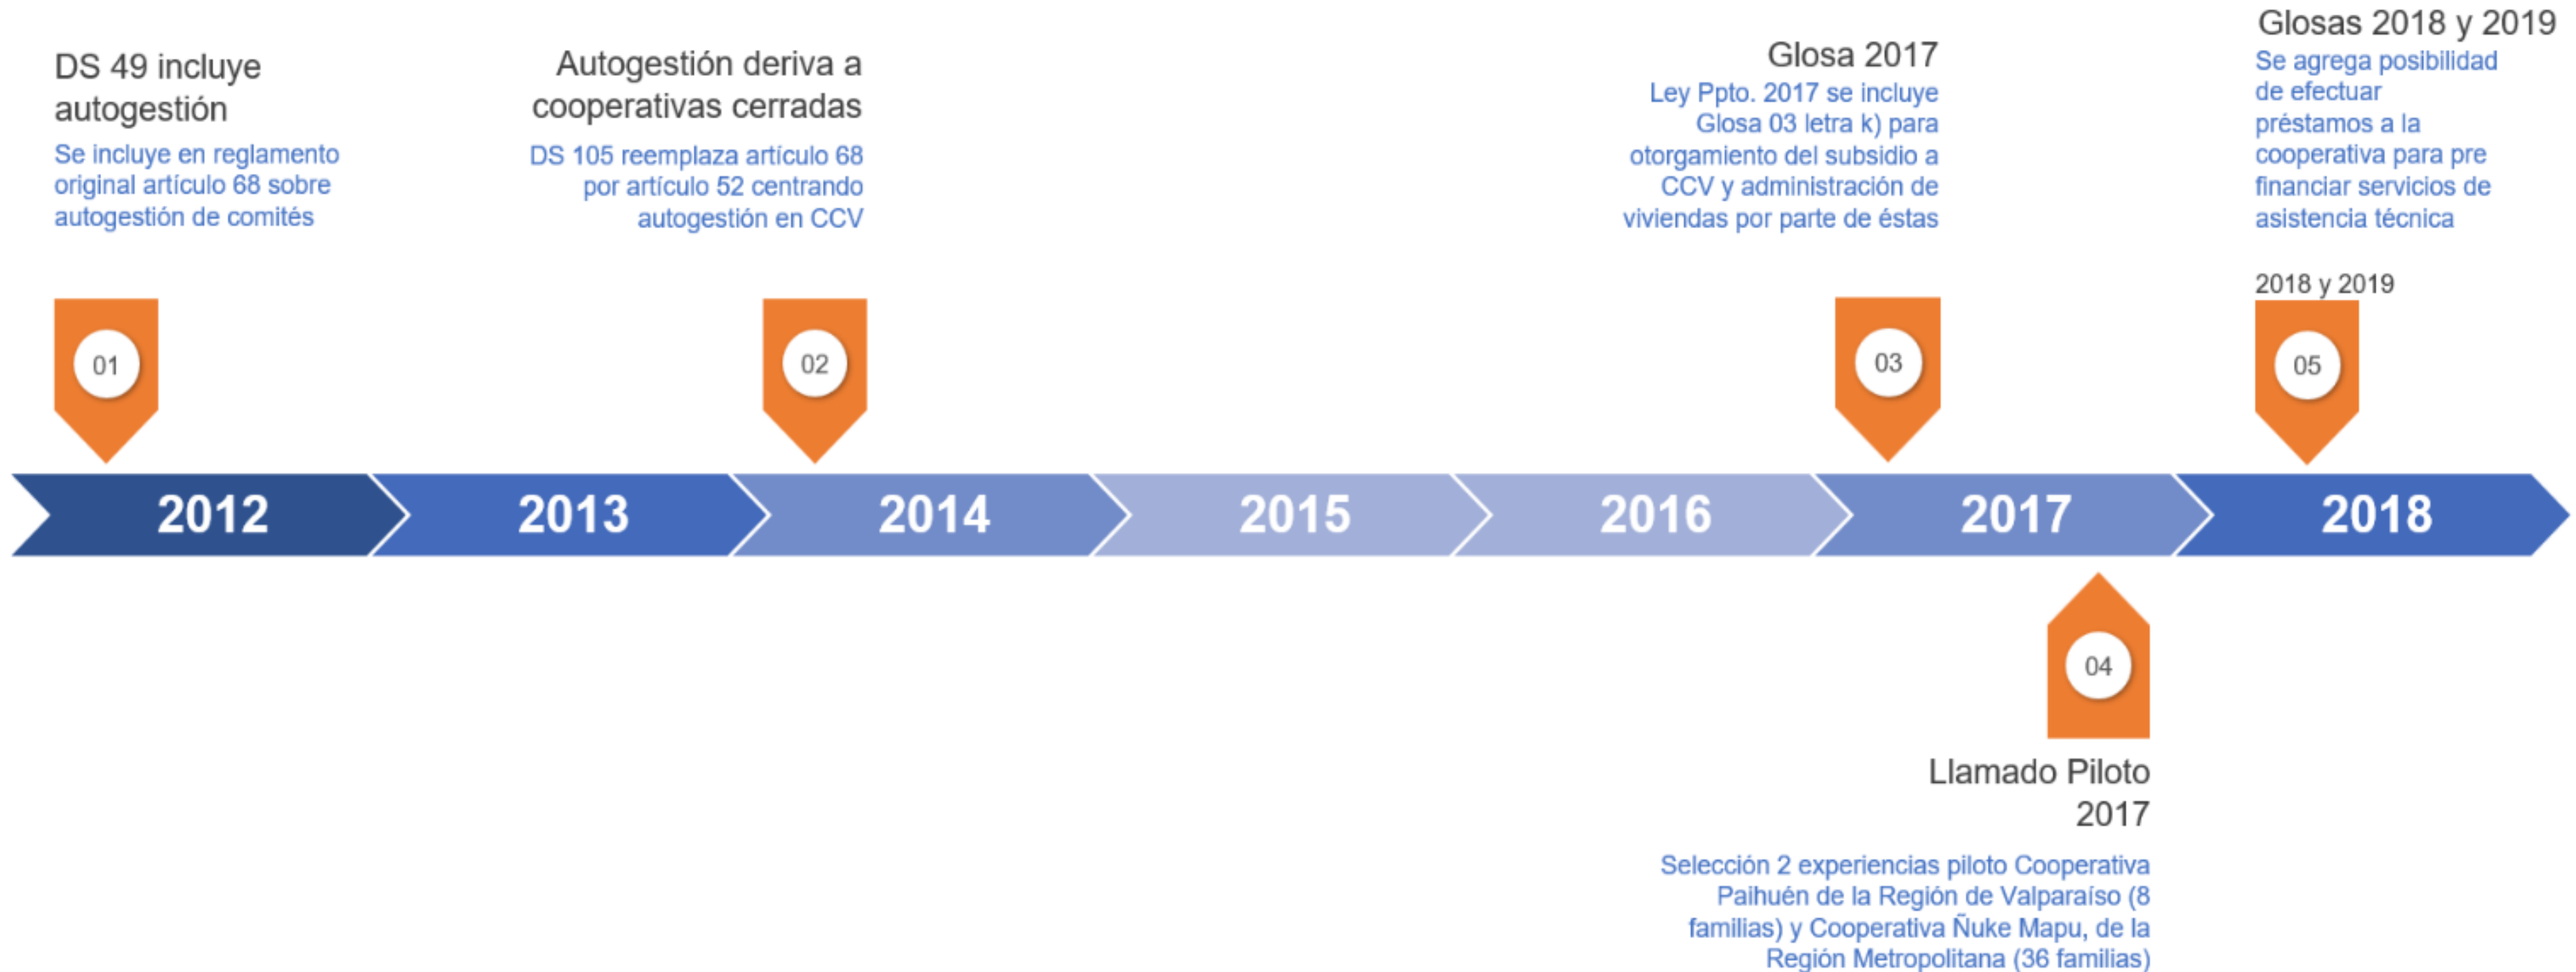 DS 49 incluye
autogestión
Se incluye en reglamento
original artículo 68 sobre
autogestión de comités
01
Autogestión deriva a
cooperativas cerradas
DS 105 reemplaza artículo 68
por artículo 52 centrando
autogestión en CCV
02
Glosa 2017
Ley Ppto. 2017 se incluye
Glosa 03 letra k) para
otorgamiento del subsidio a
CCV y administración de
viviendas por parte de éstas
03
Glosas 2018 y 2019
Se agrega posibilidad
de efectuar
préstamos a la
cooperativa para pre
financiar servicios de
asistencia técnica
2018 y 2019
05
2012
2013
2014
2015
2016
2017
2018
04
Llamado Piloto
2017
Selección 2 experiencias piloto Cooperativa
Paihuén de la Región de Valparaíso (8
familias) y Cooperativa Ñuke Mapu, de la
Región Metropolitana (36 familias)